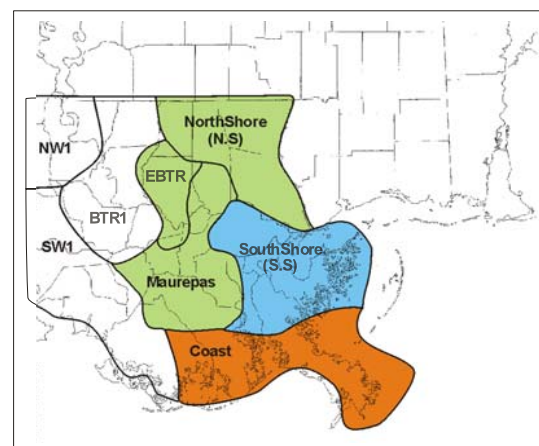 NorthShore
(N.S)
NW1
EBTR
BTR1
SW1
SouthShore
(S.S)
Maurepas
Coast